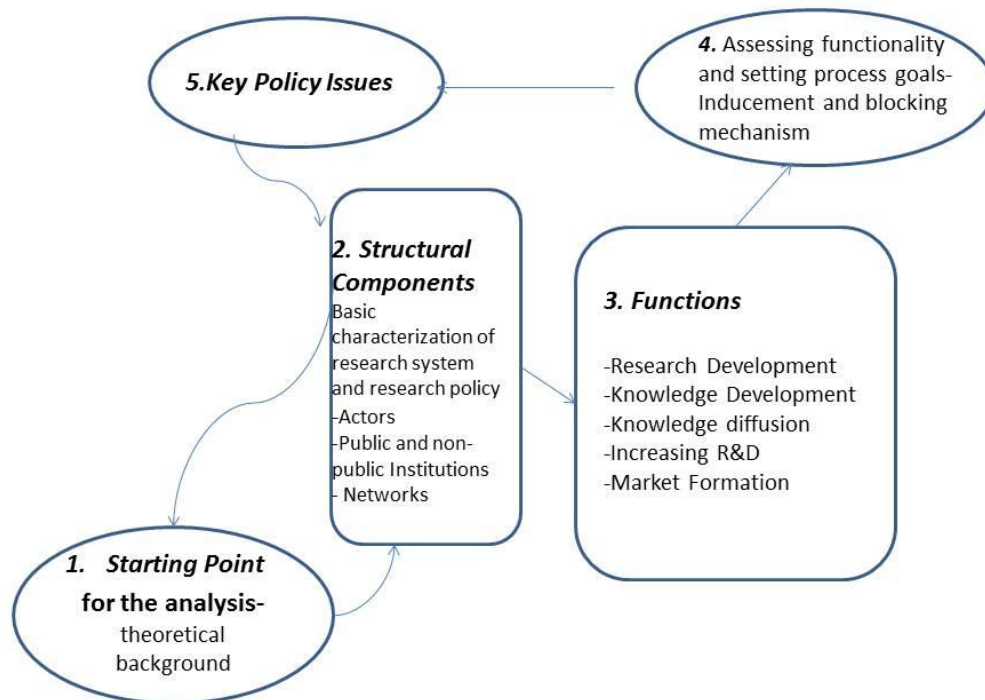 5.Key Policy Issues
4. Assessing functionality
and setting process goals-
Inducement and blocking
mechanism
2. Structural
Components
Basic
characterization of
research system
and research policy
-Actors
-Public and non-
public Institutions
- Networks
3. Functions
-Research Development
-Knowledge Development
-Knowledge diffusion
-Increasing R&D
-Market Formation
1. Starting Point
for the analysis-
theoretical
background